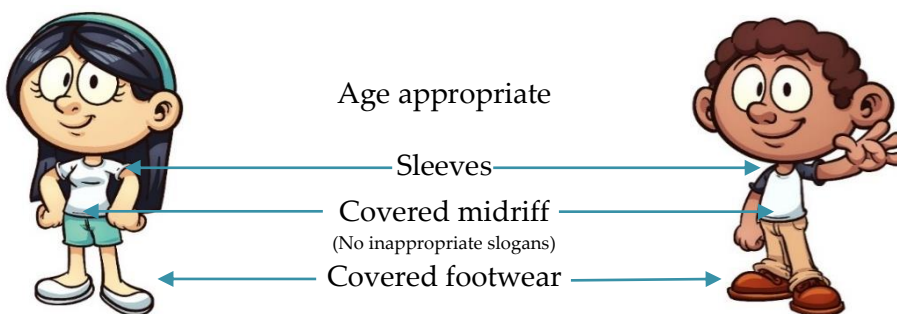 Age appropriate
Sleeves
Covered midriff
(No inappropriate slogans)
Covered footwear